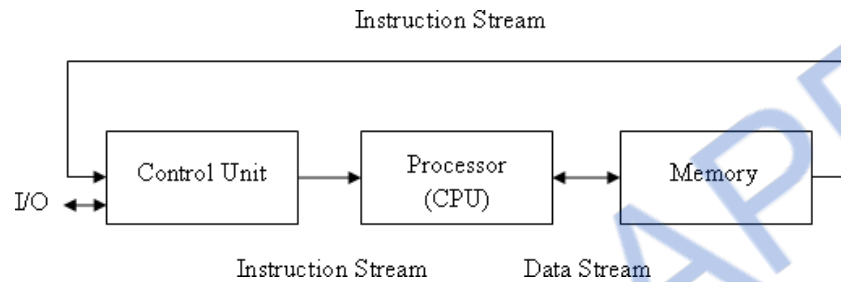 Instruction Stream
Control Unit
Processor
(CPU)
Memory
I/O
Instruction Stream
Data Stream